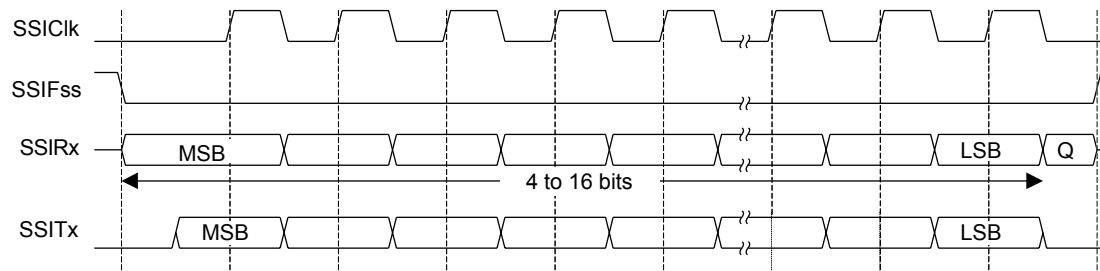 SSIClk
SSIFss
SSIRx
MSB
LSB
Q
4 to 16 bits
SSITx
MSB
LSB